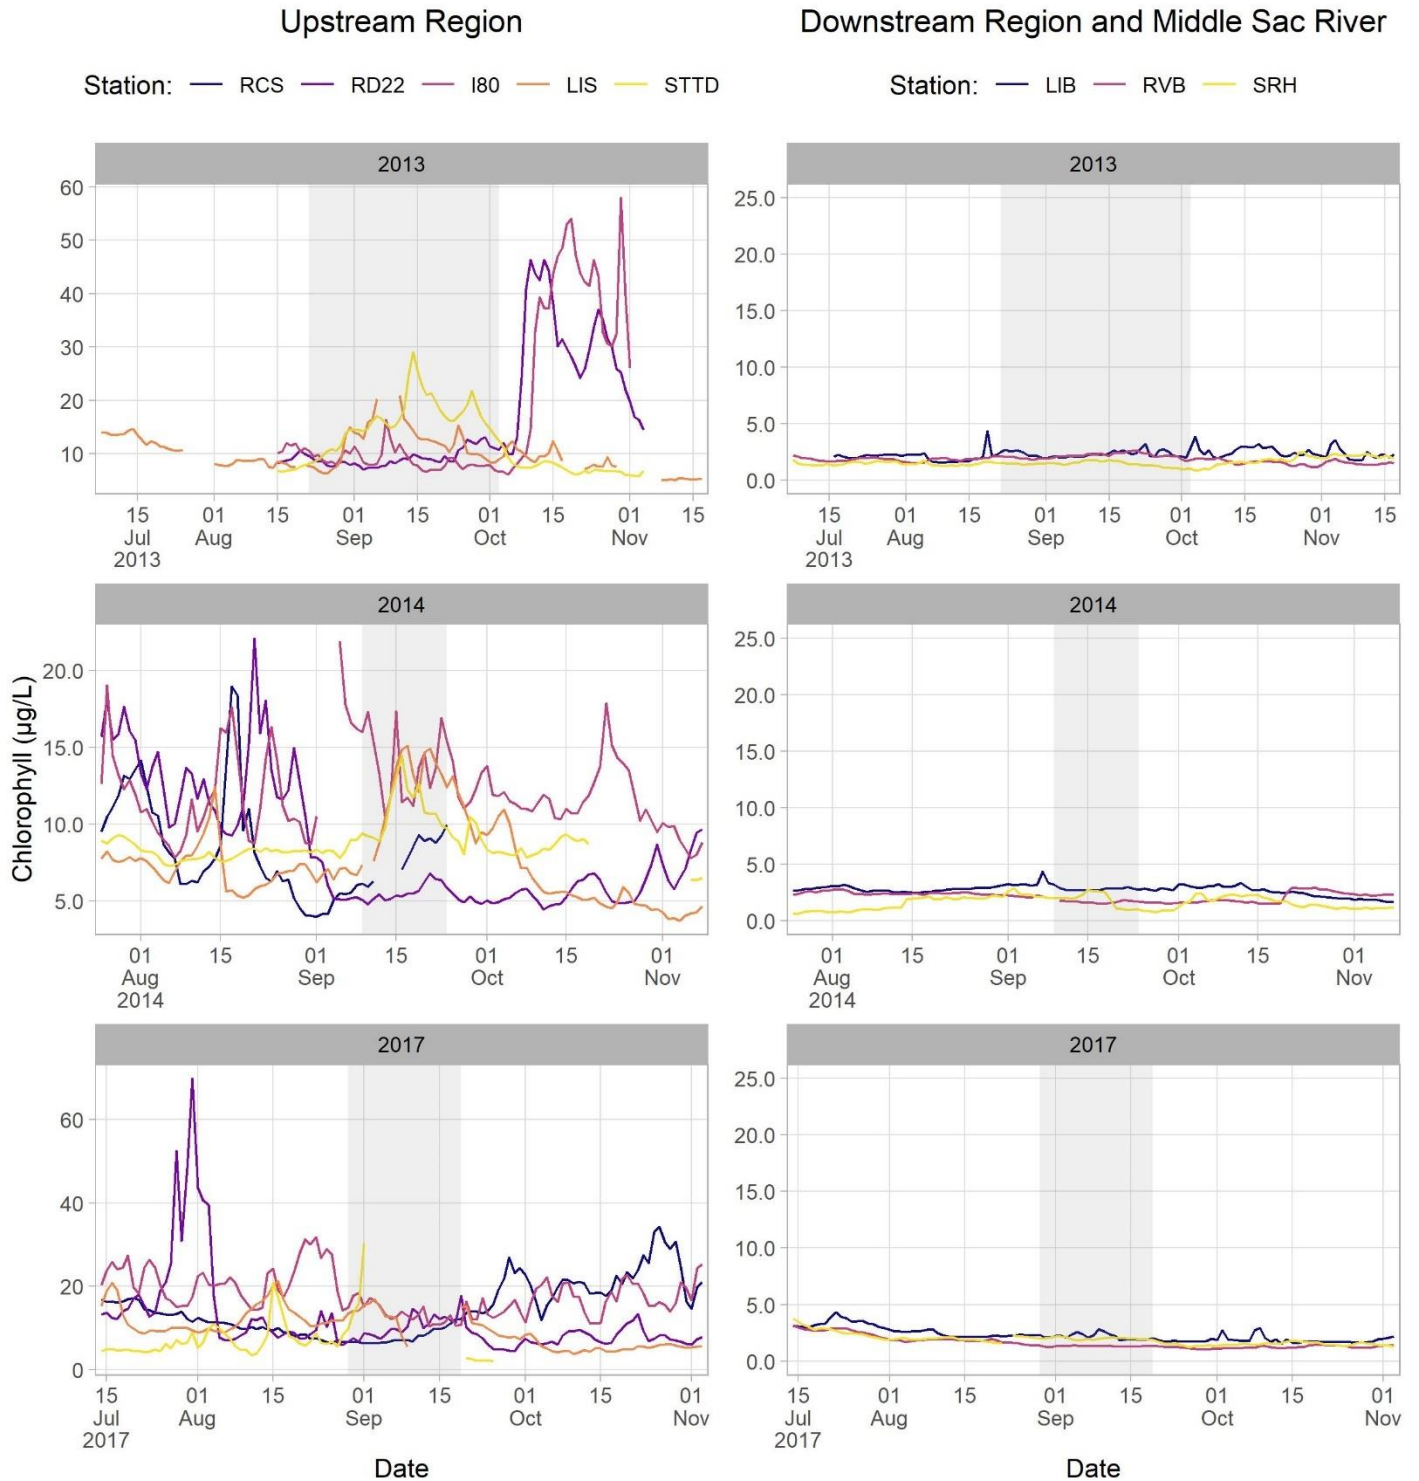 Upstream Region
Downstream Region and Middle Sac River
Station: RCS RD22 I80 LIS STTD
Station: LIB RVB SRH
Chlorophyll (µg/L)
2013
60
50
40
30
20
10
15 01 15 01 15 01 15 01 15
Jul Aug Sep Oct Nov
2013
2013
25.0
20.0
15.0
10.0
5.0
0.0
15 01 15 01 15 01 15 01 15
Jul Aug Sep Oct Nov
2013
2014
20.0
15.0
10.0
5.0
01 15 01 15 01 15 01
Aug Sep Oct Nov
2014
2014
25.0
20.0
15.0
10.0
5.0
0.0
01 15 01 15 01 15 01
Aug Sep Oct Nov
2014
2017
60
40
20
0
15 01 15 01 15 01 15 01
Jul Aug Sep Oct Nov
2017
2017
25.0
20.0
15.0
10.0
5.0
0.0
15 01 15 01 15 01 15 01
Jul Aug Sep Oct Nov
2017
Date
Date